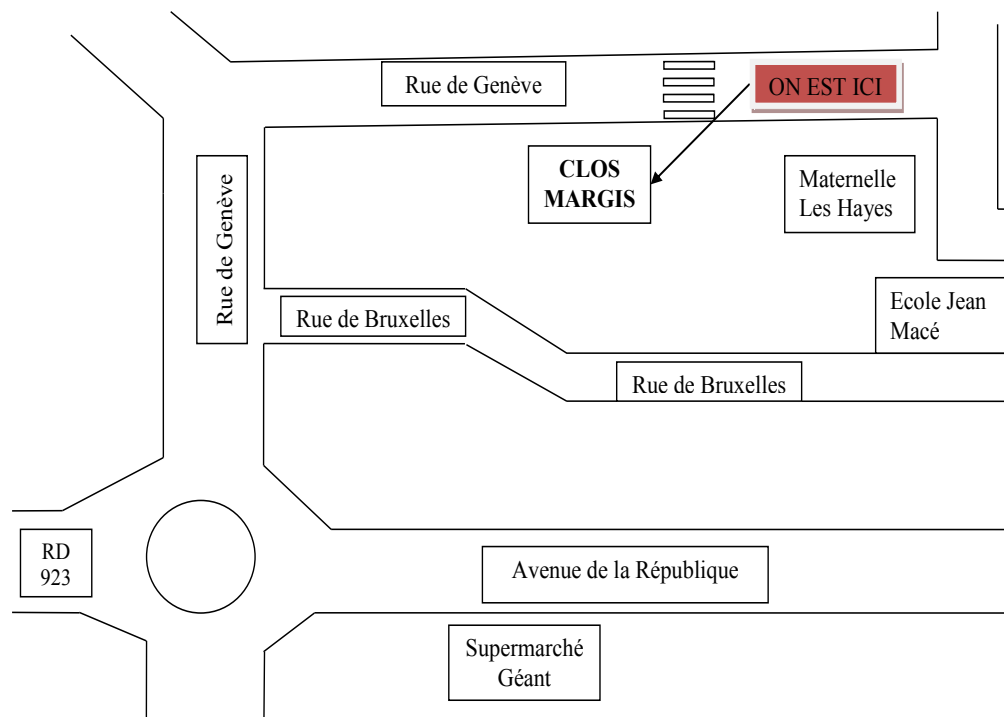 Rue de Genève
ON EST ICI
CLOS
MARGIS
Maternelle
Les Hayes
Rue de Genève
Rue de Bruxelles
Ecole Jean
Macé
Rue de Bruxelles
RD
923
Avenue de la République
Supermarché
Géant